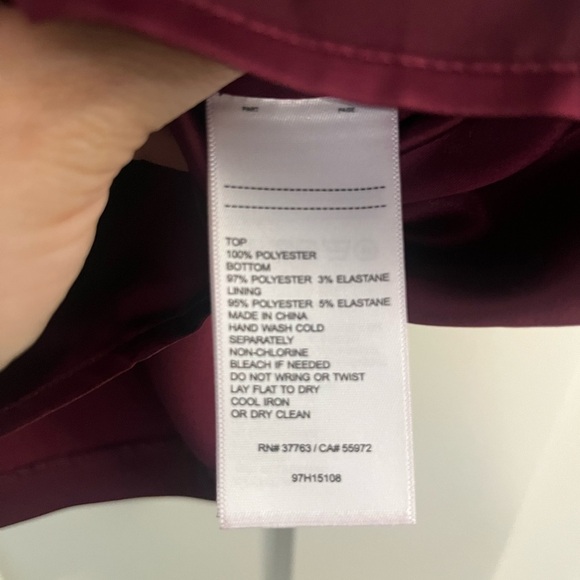 TOP
100% POLYESTER
BOTTOM
97% POLYESTER 3% ELASTANE
LINING
95% POLYESTER 5% ELASTANE
MADE IN CHINA
HAND WASH COLD
SEPARATELY
NON-CHLORINE
BLEACH IF NEEDED
DO NOT WRING OR TWIST
LAY FLAT TO DRY
COOL IRON
OR DRY CLEAN
RN# 37763 / CA# 55972
97H15108